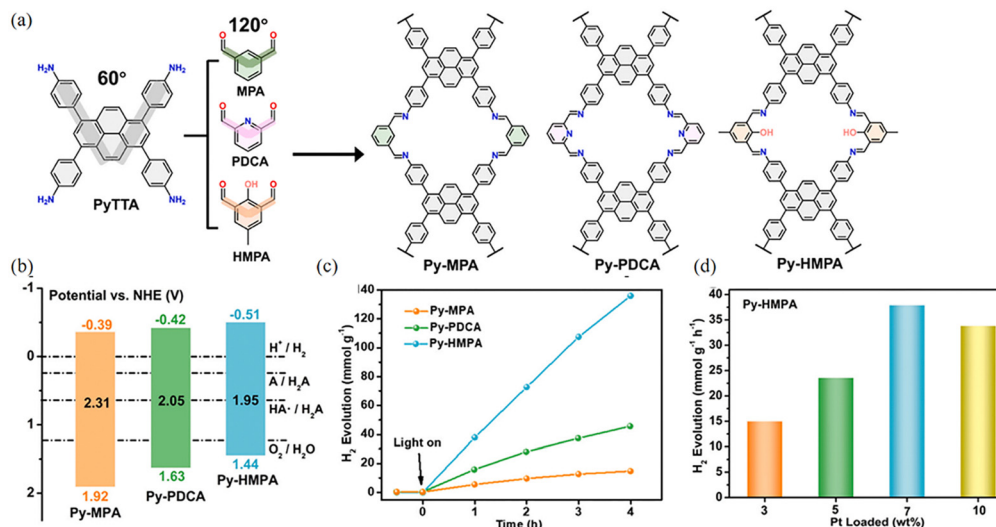 (a)
60°
120°
H₂N
NH₂
H₂N
NH₂
PyTTA
O
O
MPA
O
N
O
PDCA
O
OH
O
HMPA
N
N
N
N
Py-MPA
N
N
N
N
N
N
Py-PDCA
N
N
OH
HO
N
N
Py-HMPA
(b)
Potential vs. NHE (V)
-1
0
1
2
-0.39
-0.42
-0.51
H⁺ / H₂
A / H₂A
HA· / H₂A
O₂ / H₂O
2.31
2.05
1.95
1.92
1.63
1.44
Py-MPA
Py-PDCA
Py-HMPA
(c)
H₂ Evolution (mmol g⁻¹)
140
120
100
80
60
40
20
0
Py-MPA
Py-PDCA
Py-HMPA
Light on
0 1 2 3 4
Time (h)
(d)
H₂ Evolution (mmol g⁻¹ h⁻¹)
40
35
30
25
20
15
10
5
0
Py-HMPA
3 5 7 10
Pt Loaded (wt%)